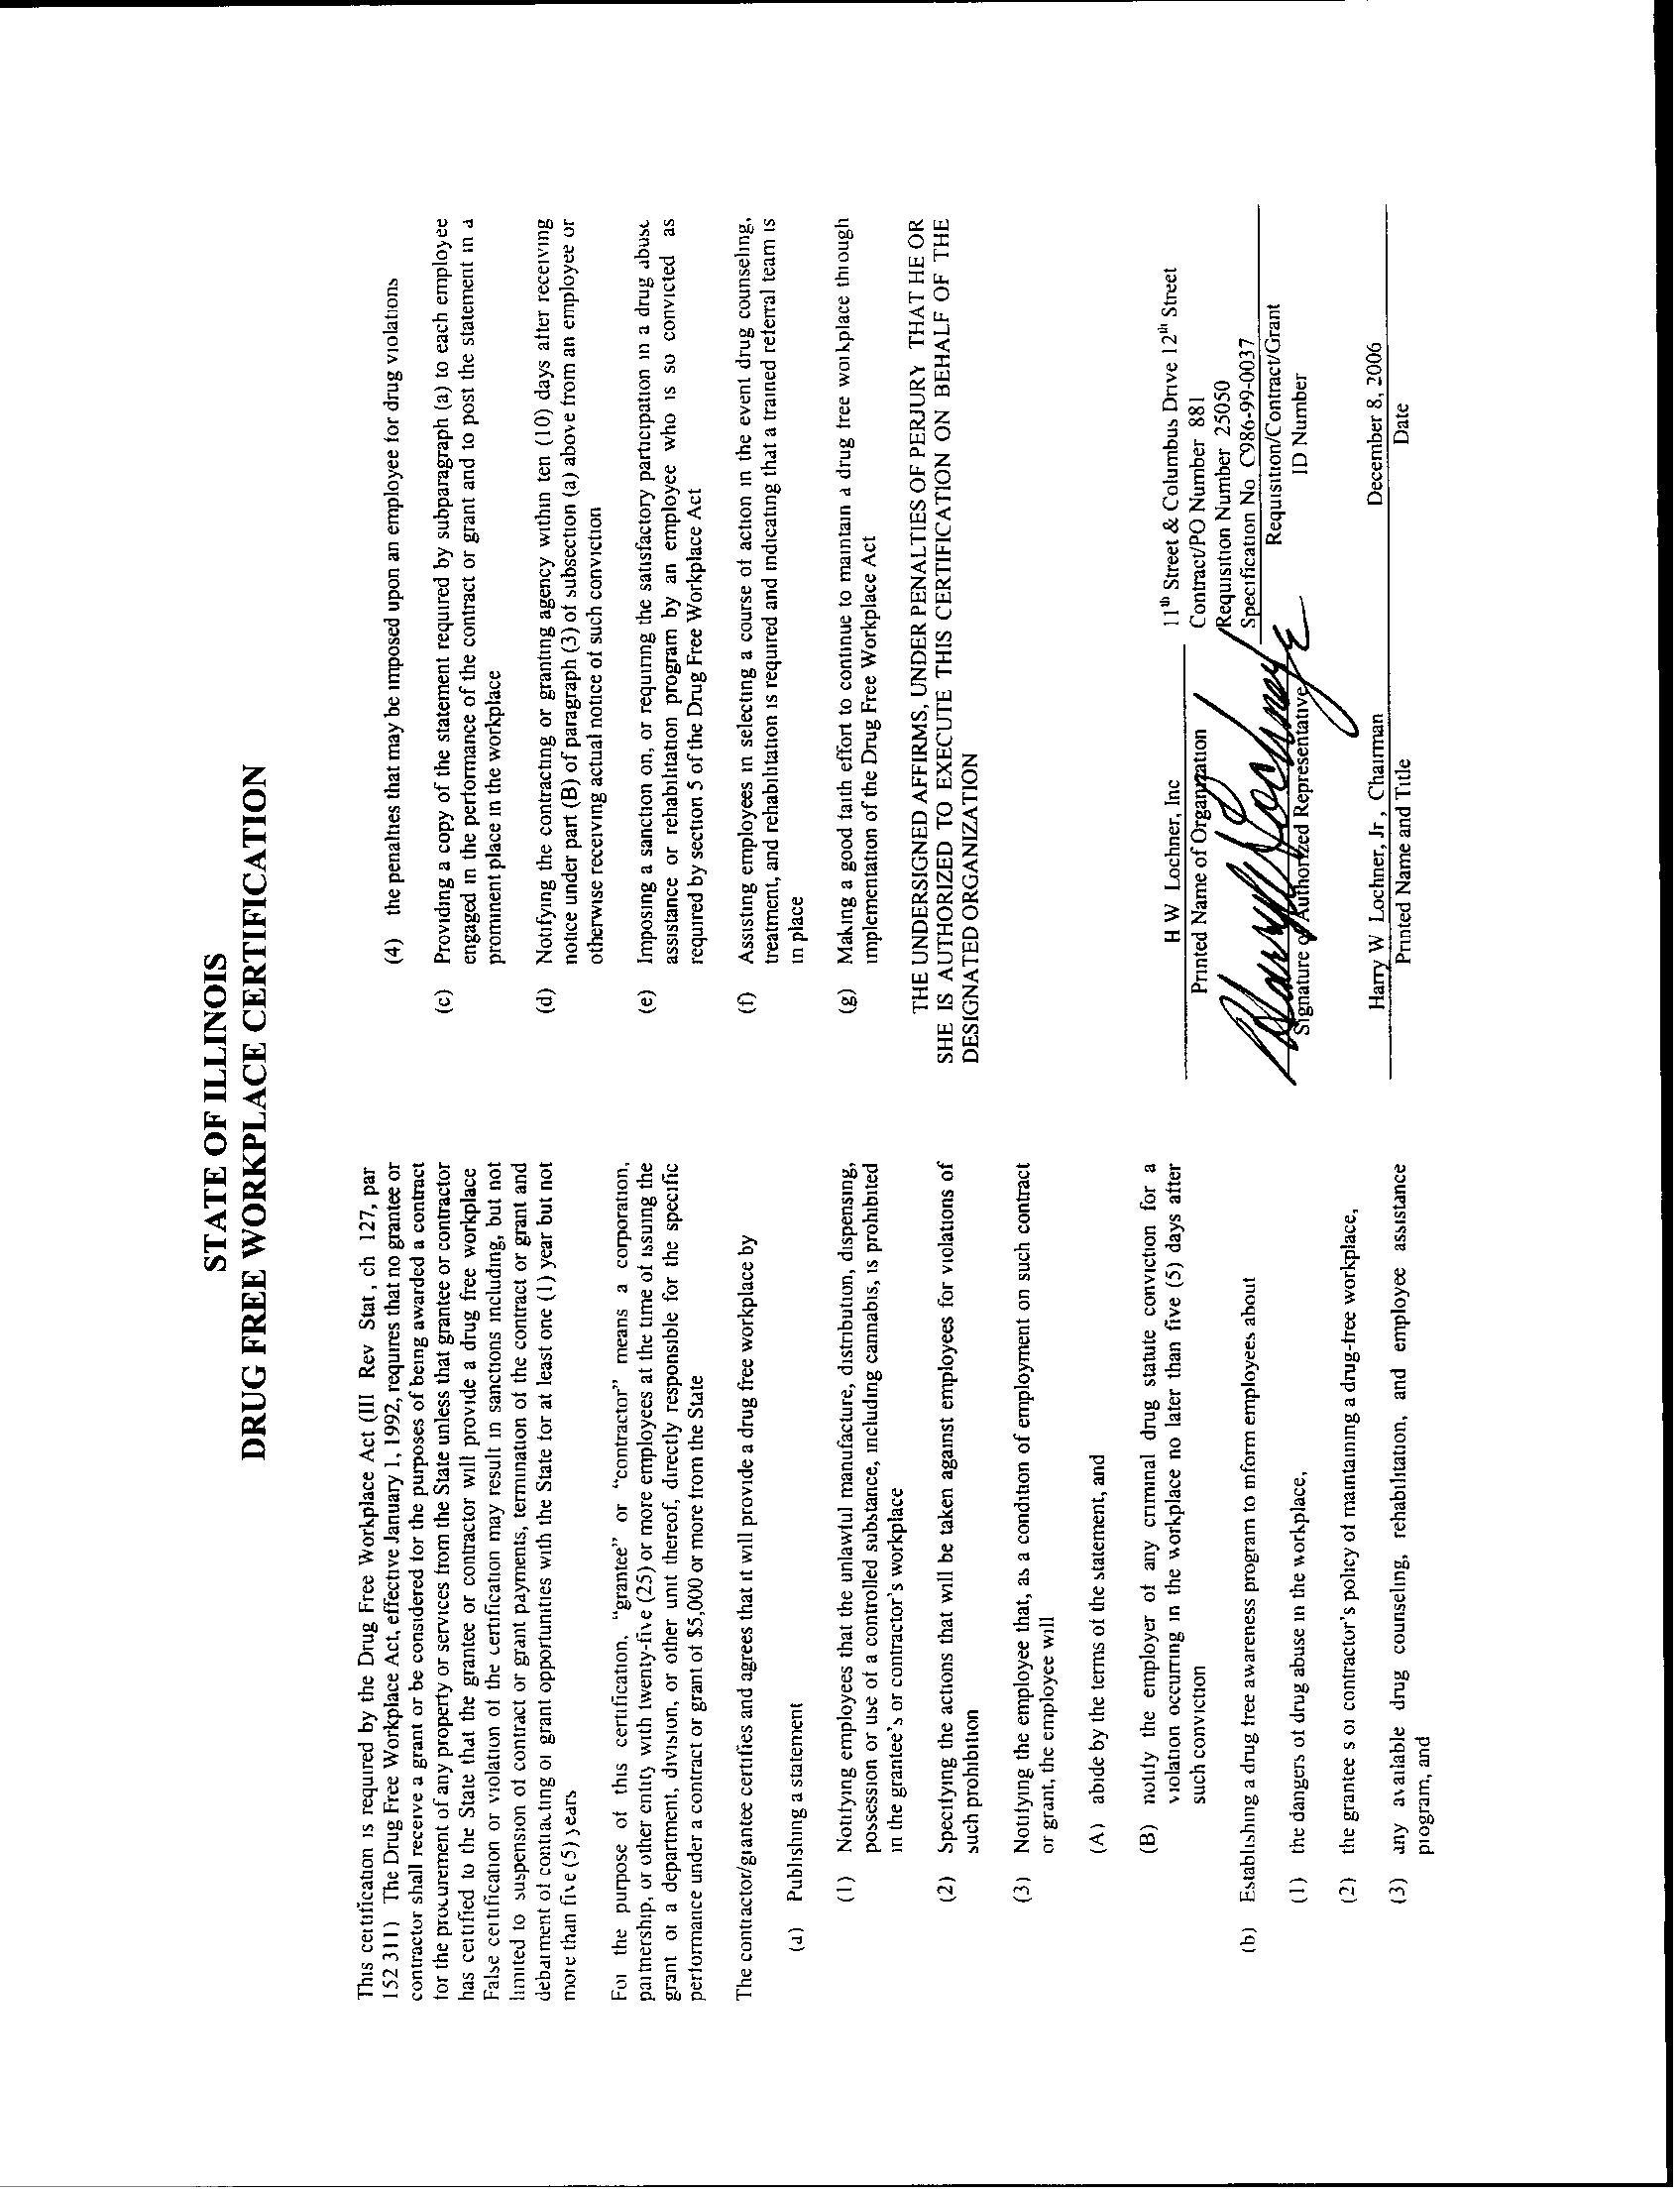 STATE OF ILLINOIS
DRUG FREE WORKPLACE CERTIFICATION
This certification is required by the Drug Free Workplace Act (III Rev Stat , ch 127, par
152 311) The Drug Free Workplace Act, effective January 1, 1992, requires that no grantee or
contractor shall receive a grant or be considered for the purposes of being awarded a contract
for the procurement of any property or services from the State unless that grantee or contractor
has certified to the State that the grantee or contractor will provide a drug free workplace
False certification or violation of the certification may result in sanctions including, but not
limited to suspension of contract or grant payments, termination of the contract or grant and
debarment of contracting or grant opportunities with the State for at least one (1) year but not
more than five (5) years
For the purpose of this certification, “grantee” or “contractor” means a corporation,
partnership, or other entity with twenty-five (25) or more employees at the time of issuing the
grant or a department, division, or other unit thereof, directly responsible for the specific
performance under a contract or grant of $5,000 or more from the State
The contractor/grantee certifies and agrees that it will provide a drug free workplace by
(a) Publishing a statement
(1) Notifying employees that the unlawful manufacture, distribution, dispensing,
possession or use of a controlled substance, including cannabis, is prohibited
in the grantee's or contractor's workplace
(2) Specifying the actions that will be taken against employees for violations of
such prohibition
(3) Notifying the employee that, as a condition of employment on such contract
or grant, the employee will
(A) abide by the terms of the statement, and
(B) notify the employer of any criminal drug statute conviction for a
violation occurring in the workplace no later than five (5) days after
such conviction
(b) Establishing a drug free awareness program to inform employees about
(1) the dangers of drug abuse in the workplace,
(2) the grantee s or contractor's policy of maintaining a drug-free workplace,
(3) any available drug counseling, rehabilitation, and employee assistance
program, and
(4) the penalties that may be imposed upon an employee for drug violations
(c) Providing a copy of the statement required by subparagraph (a) to each employee
engaged in the performance of the contract or grant and to post the statement in a
prominent place in the workplace
(d) Notifying the contracting or granting agency within ten (10) days after receiving
notice under part (B) of paragraph (3) of subsection (a) above from an employee or
otherwise receiving actual notice of such conviction
(e) Imposing a sanction on, or requiring the satisfactory participation in a drug abuse
assistance or rehabilitation program by an employee who is so convicted as
required by section 5 of the Drug Free Workplace Act
(f) Assisting employees in selecting a course of action in the event drug counseling,
treatment, and rehabilitation is required and indicating that a trained referral team is
in place
(g) Making a good faith effort to continue to maintain a drug free workplace through
implementation of the Drug Free Workplace Act
THE UNDERSIGNED AFFIRMS, UNDER PENALTIES OF PERJURY THAT HE OR
SHE IS AUTHORIZED TO EXECUTE THIS CERTIFICATION ON BEHALF OF THE
DESIGNATED ORGANIZATION
H W Lochner, Inc
Printed Name of Organization
11th Street & Columbus Drive 12th Street
Contract/PO Number 881
Requisition Number 25050
Specification No C986-99-0037
Requisition/Contract/Grant
ID Number
Harry W Lochner Jr
Signature of Authorized Representative
Harry W Lochner, Jr , Chairman
Printed Name and Title
December 8, 2006
Date